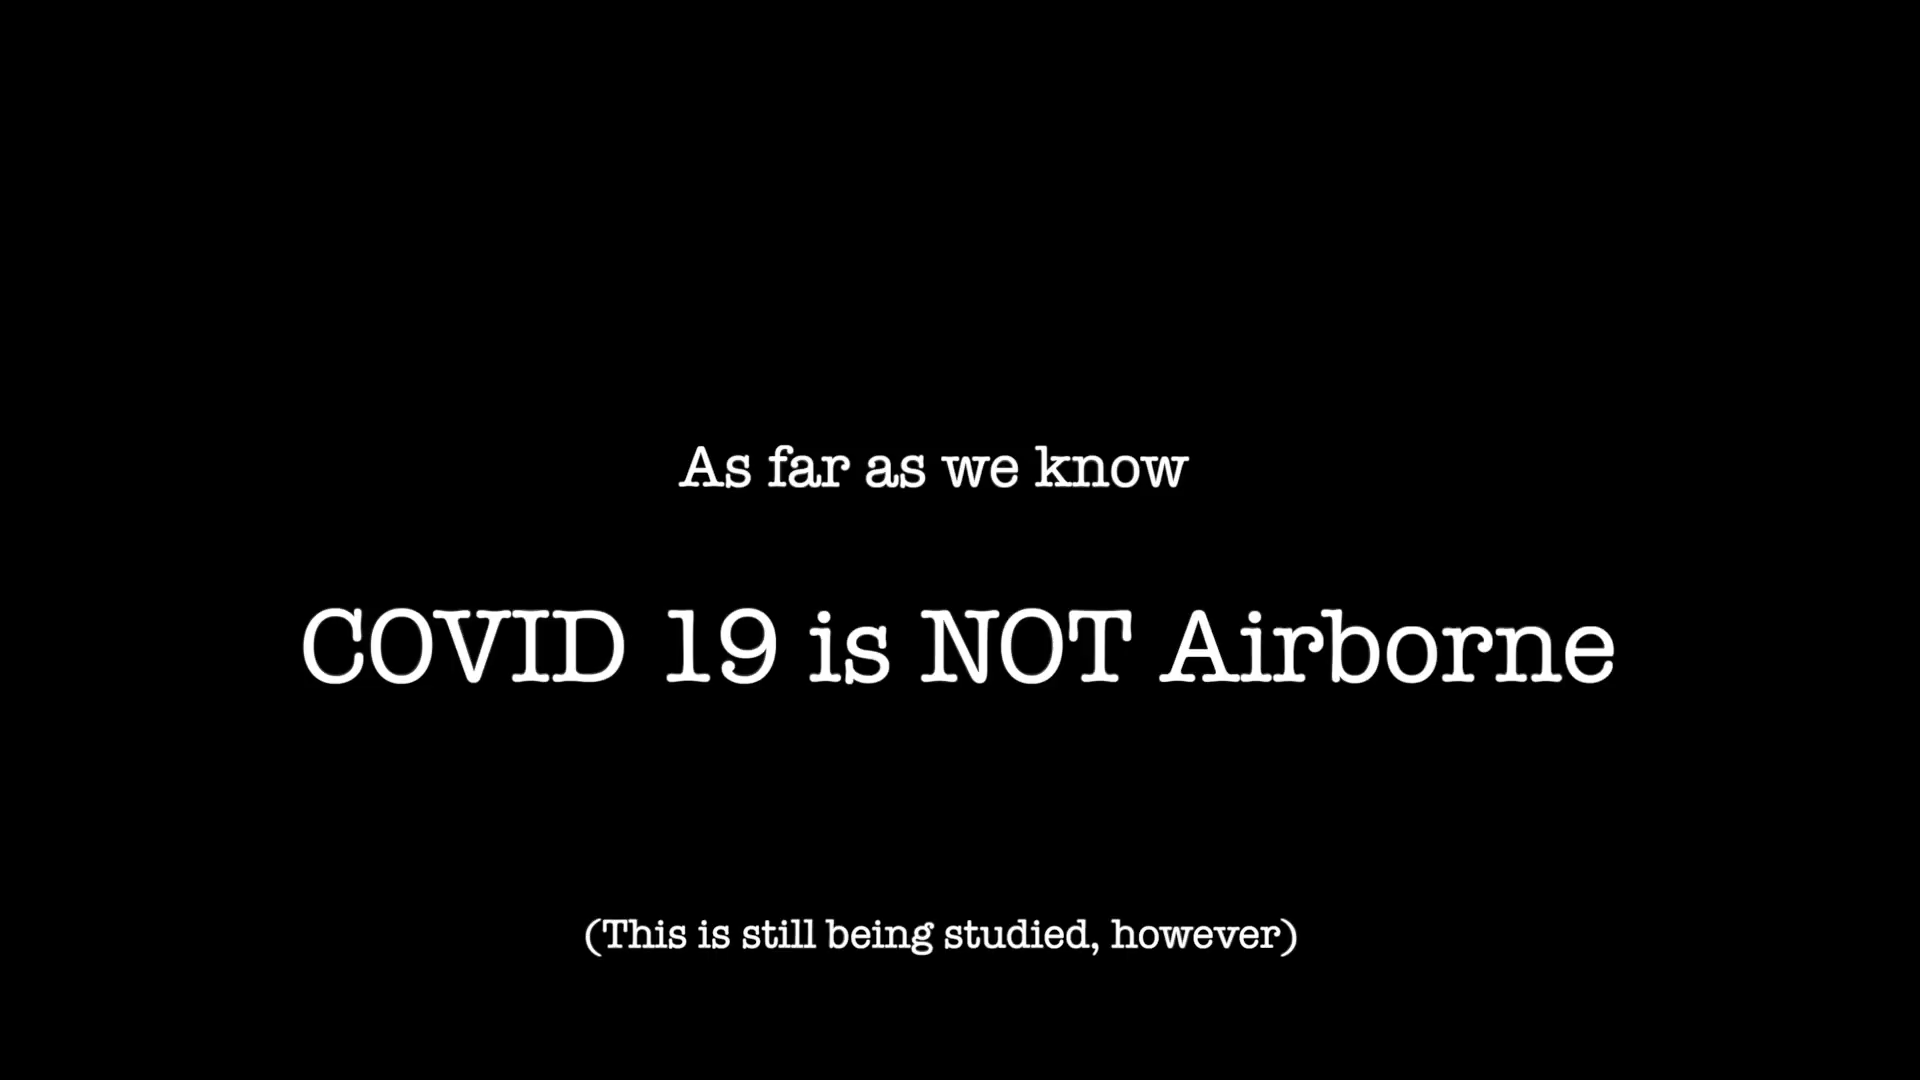 As far as we know
COVID 19 is NOT Airborne
(This is still being studied, however)